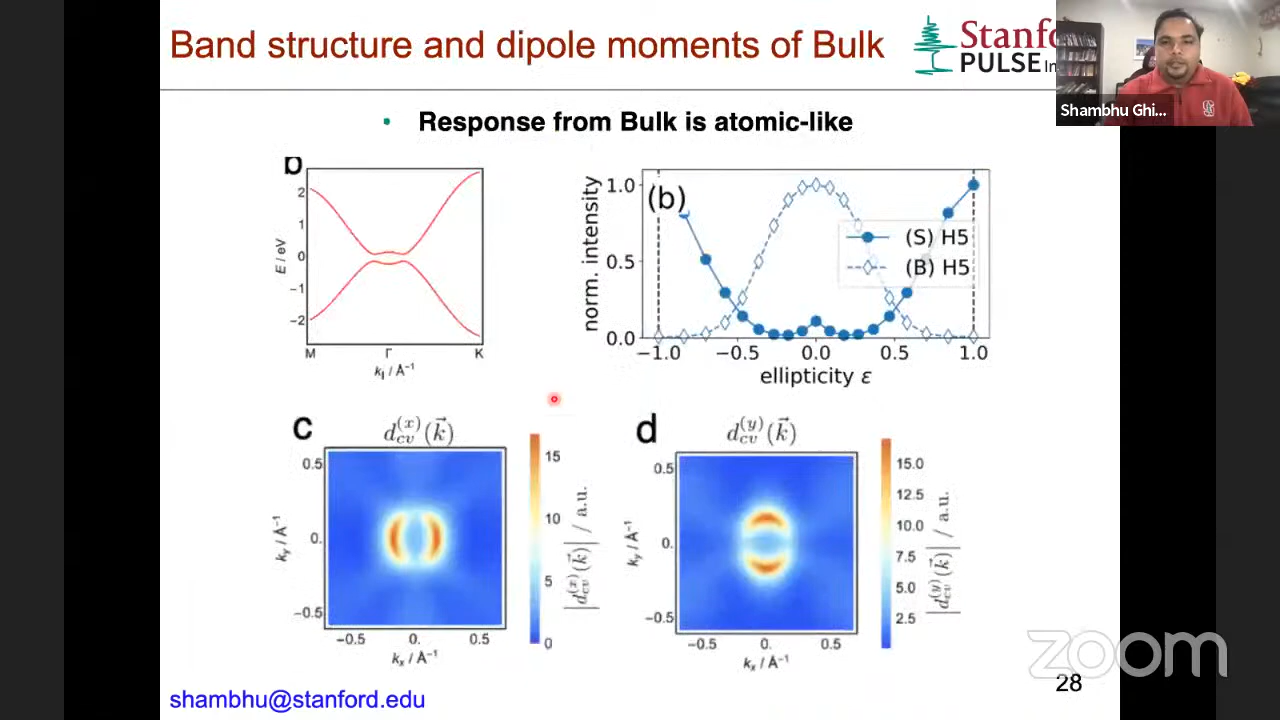 Band structure and dipole moments of Bulk
Stanf
PULSE In
Shambhu Ghi...
• Response from Bulk is atomic-like
b
2
1
0
−1
−2
E / eV
M Γ K
k∥ / Å⁻¹
(b)
1.0
0.5
0.0
norm. intensity
(S) H5
(B) H5
−1.0 −0.5 0.0 0.5 1.0
ellipticity ε
c
d_cv^(x)(k⃗)
0.5
0.
−0.5
k_y / Å⁻¹
−0.5 0. 0.5
k_x / Å⁻¹
15
10
5
0
|d_cv^(x)(k⃗)| / a.u.
d
d_cv^(y)(k⃗)
0.5
0.
−0.5
k_y / Å⁻¹
−0.5 0. 0.5
k_x / Å⁻¹
15.0
12.5
10.0
7.5
5.0
2.5
|d_cv^(y)(k⃗)| / a.u.
zoom
28
shambhu@stanford.edu